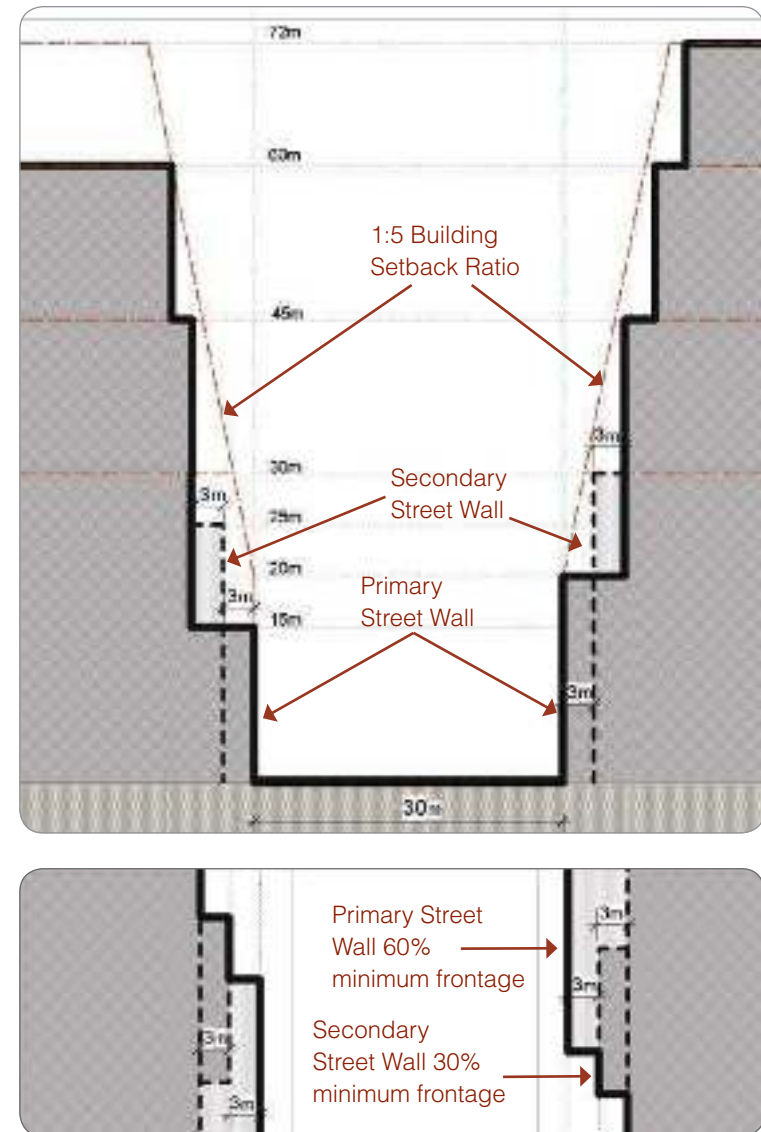 72m
60m
1:5 Building
Setback Ratio
45m
3m
30m
Secondary
Street Wall
3m
25m
20m
Primary
Street Wall
3m
15m
3m
30m
Primary Street
Wall 60%
minimum frontage
3m
3m
Secondary
Street Wall 30%
minimum frontage
3m
3m